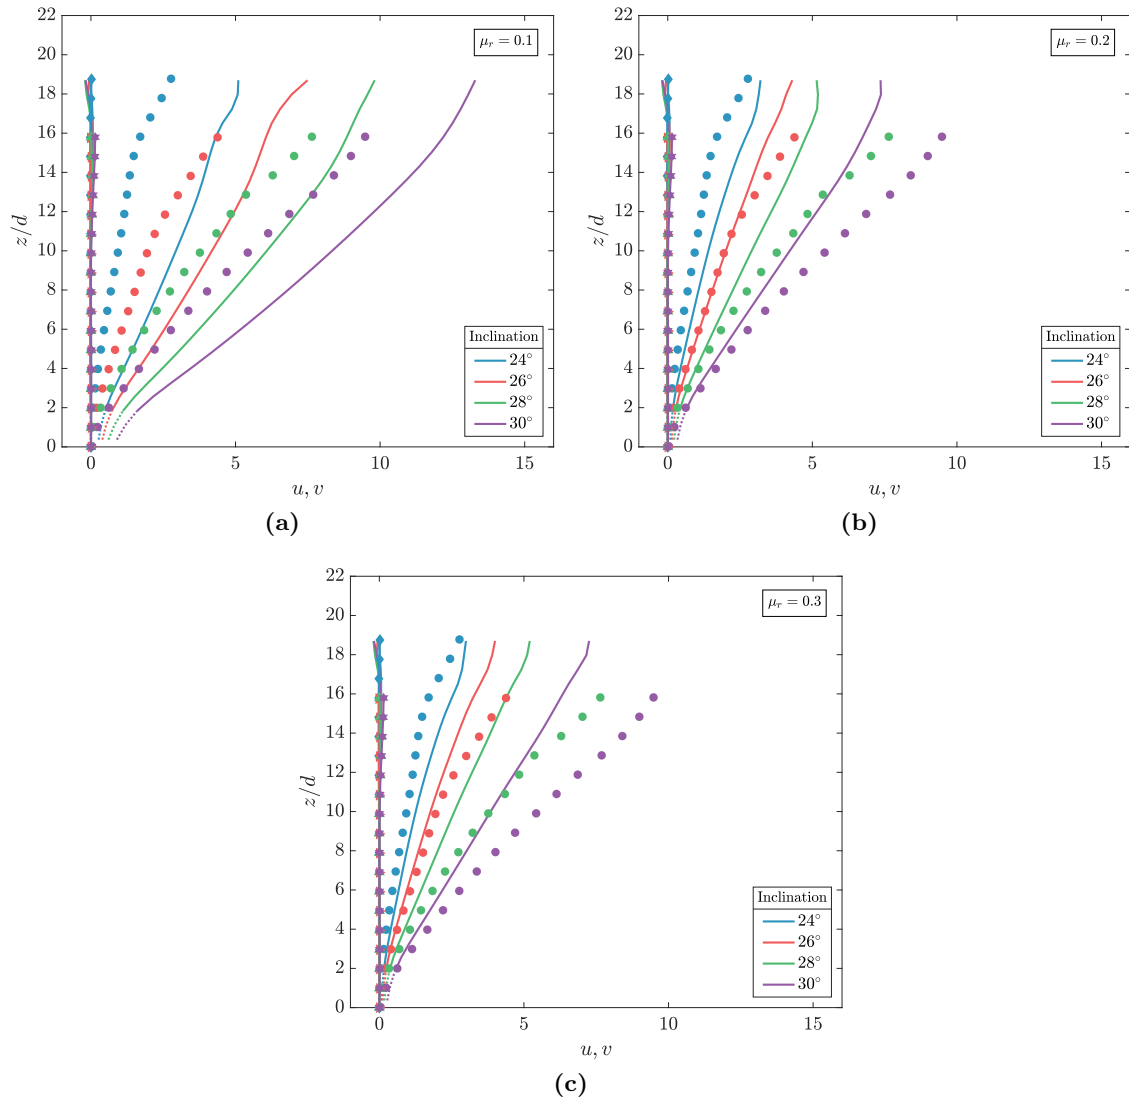 22
20
18
16
14
12
10
8
6
4
2
0
z/d
μr = 0.1
Inclination
24°
26°
28°
30°
0 5 10 15
u, v
(a)
22
20
18
16
14
12
10
8
6
4
2
0
z/d
μr = 0.2
Inclination
24°
26°
28°
30°
0 5 10 15
u, v
(b)
22
20
18
16
14
12
10
8
6
4
2
0
z/d
μr = 0.3
Inclination
24°
26°
28°
30°
0 5 10 15
u, v
(c)